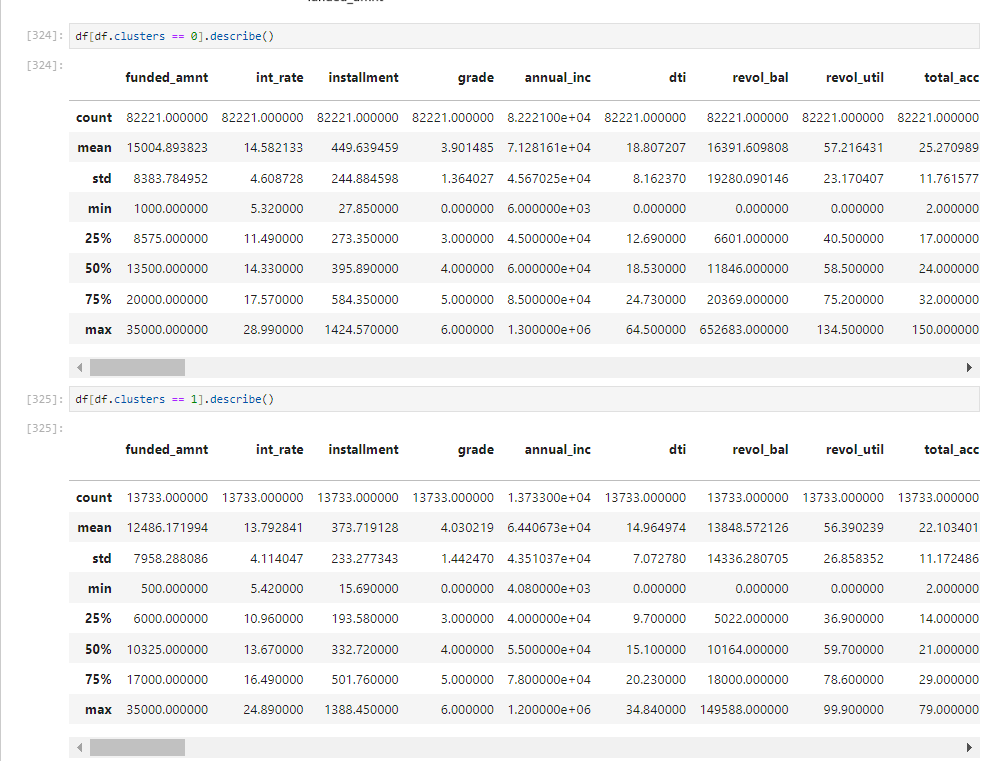 [324]: df[df.clusters == 0].describe()
[324]:
funded_amnt int_rate installment grade annual_inc dti revol_bal revol_util total_acc
count 82221.000000 82221.000000 82221.000000 82221.000000 8.222100e+04 82221.000000 82221.000000 82221.000000 82221.000000
mean 15004.893823 14.582133 449.639459 3.901485 7.128161e+04 18.807207 16391.609808 57.216431 25.270989
std 8383.784952 4.608728 244.884598 1.364027 4.567025e+04 8.162370 19280.090146 23.170407 11.761577
min 1000.000000 5.320000 27.850000 0.000000 6.000000e+03 0.000000 0.000000 0.000000 2.000000
25% 8575.000000 11.490000 273.350000 3.000000 4.500000e+04 12.690000 6601.000000 40.500000 17.000000
50% 13500.000000 14.330000 395.890000 4.000000 6.000000e+04 18.530000 11846.000000 58.500000 24.000000
75% 20000.000000 17.570000 584.350000 5.000000 8.500000e+04 24.730000 20369.000000 75.200000 32.000000
max 35000.000000 28.990000 1424.570000 6.000000 1.300000e+06 64.500000 652683.000000 134.500000 150.000000
[325]: df[df.clusters == 1].describe()
[325]:
funded_amnt int_rate installment grade annual_inc dti revol_bal revol_util total_acc
count 13733.000000 13733.000000 13733.000000 13733.000000 1.373300e+04 13733.000000 13733.000000 13733.000000 13733.000000
mean 12486.171994 13.792841 373.719128 4.030219 6.440673e+04 14.964974 13848.572126 56.390239 22.103401
std 7958.288086 4.114047 233.277343 1.442470 4.351037e+04 7.072780 14336.280705 26.858352 11.172486
min 500.000000 5.420000 15.690000 0.000000 4.080000e+03 0.000000 0.000000 0.000000 2.000000
25% 6000.000000 10.960000 193.580000 3.000000 4.000000e+04 9.700000 5022.000000 36.900000 14.000000
50% 10325.000000 13.670000 332.720000 4.000000 5.500000e+04 15.100000 10164.000000 59.700000 21.000000
75% 17000.000000 16.490000 501.760000 5.000000 7.800000e+04 20.230000 18000.000000 78.600000 29.000000
max 35000.000000 24.890000 1388.450000 6.000000 1.200000e+06 34.840000 149588.000000 99.900000 79.000000